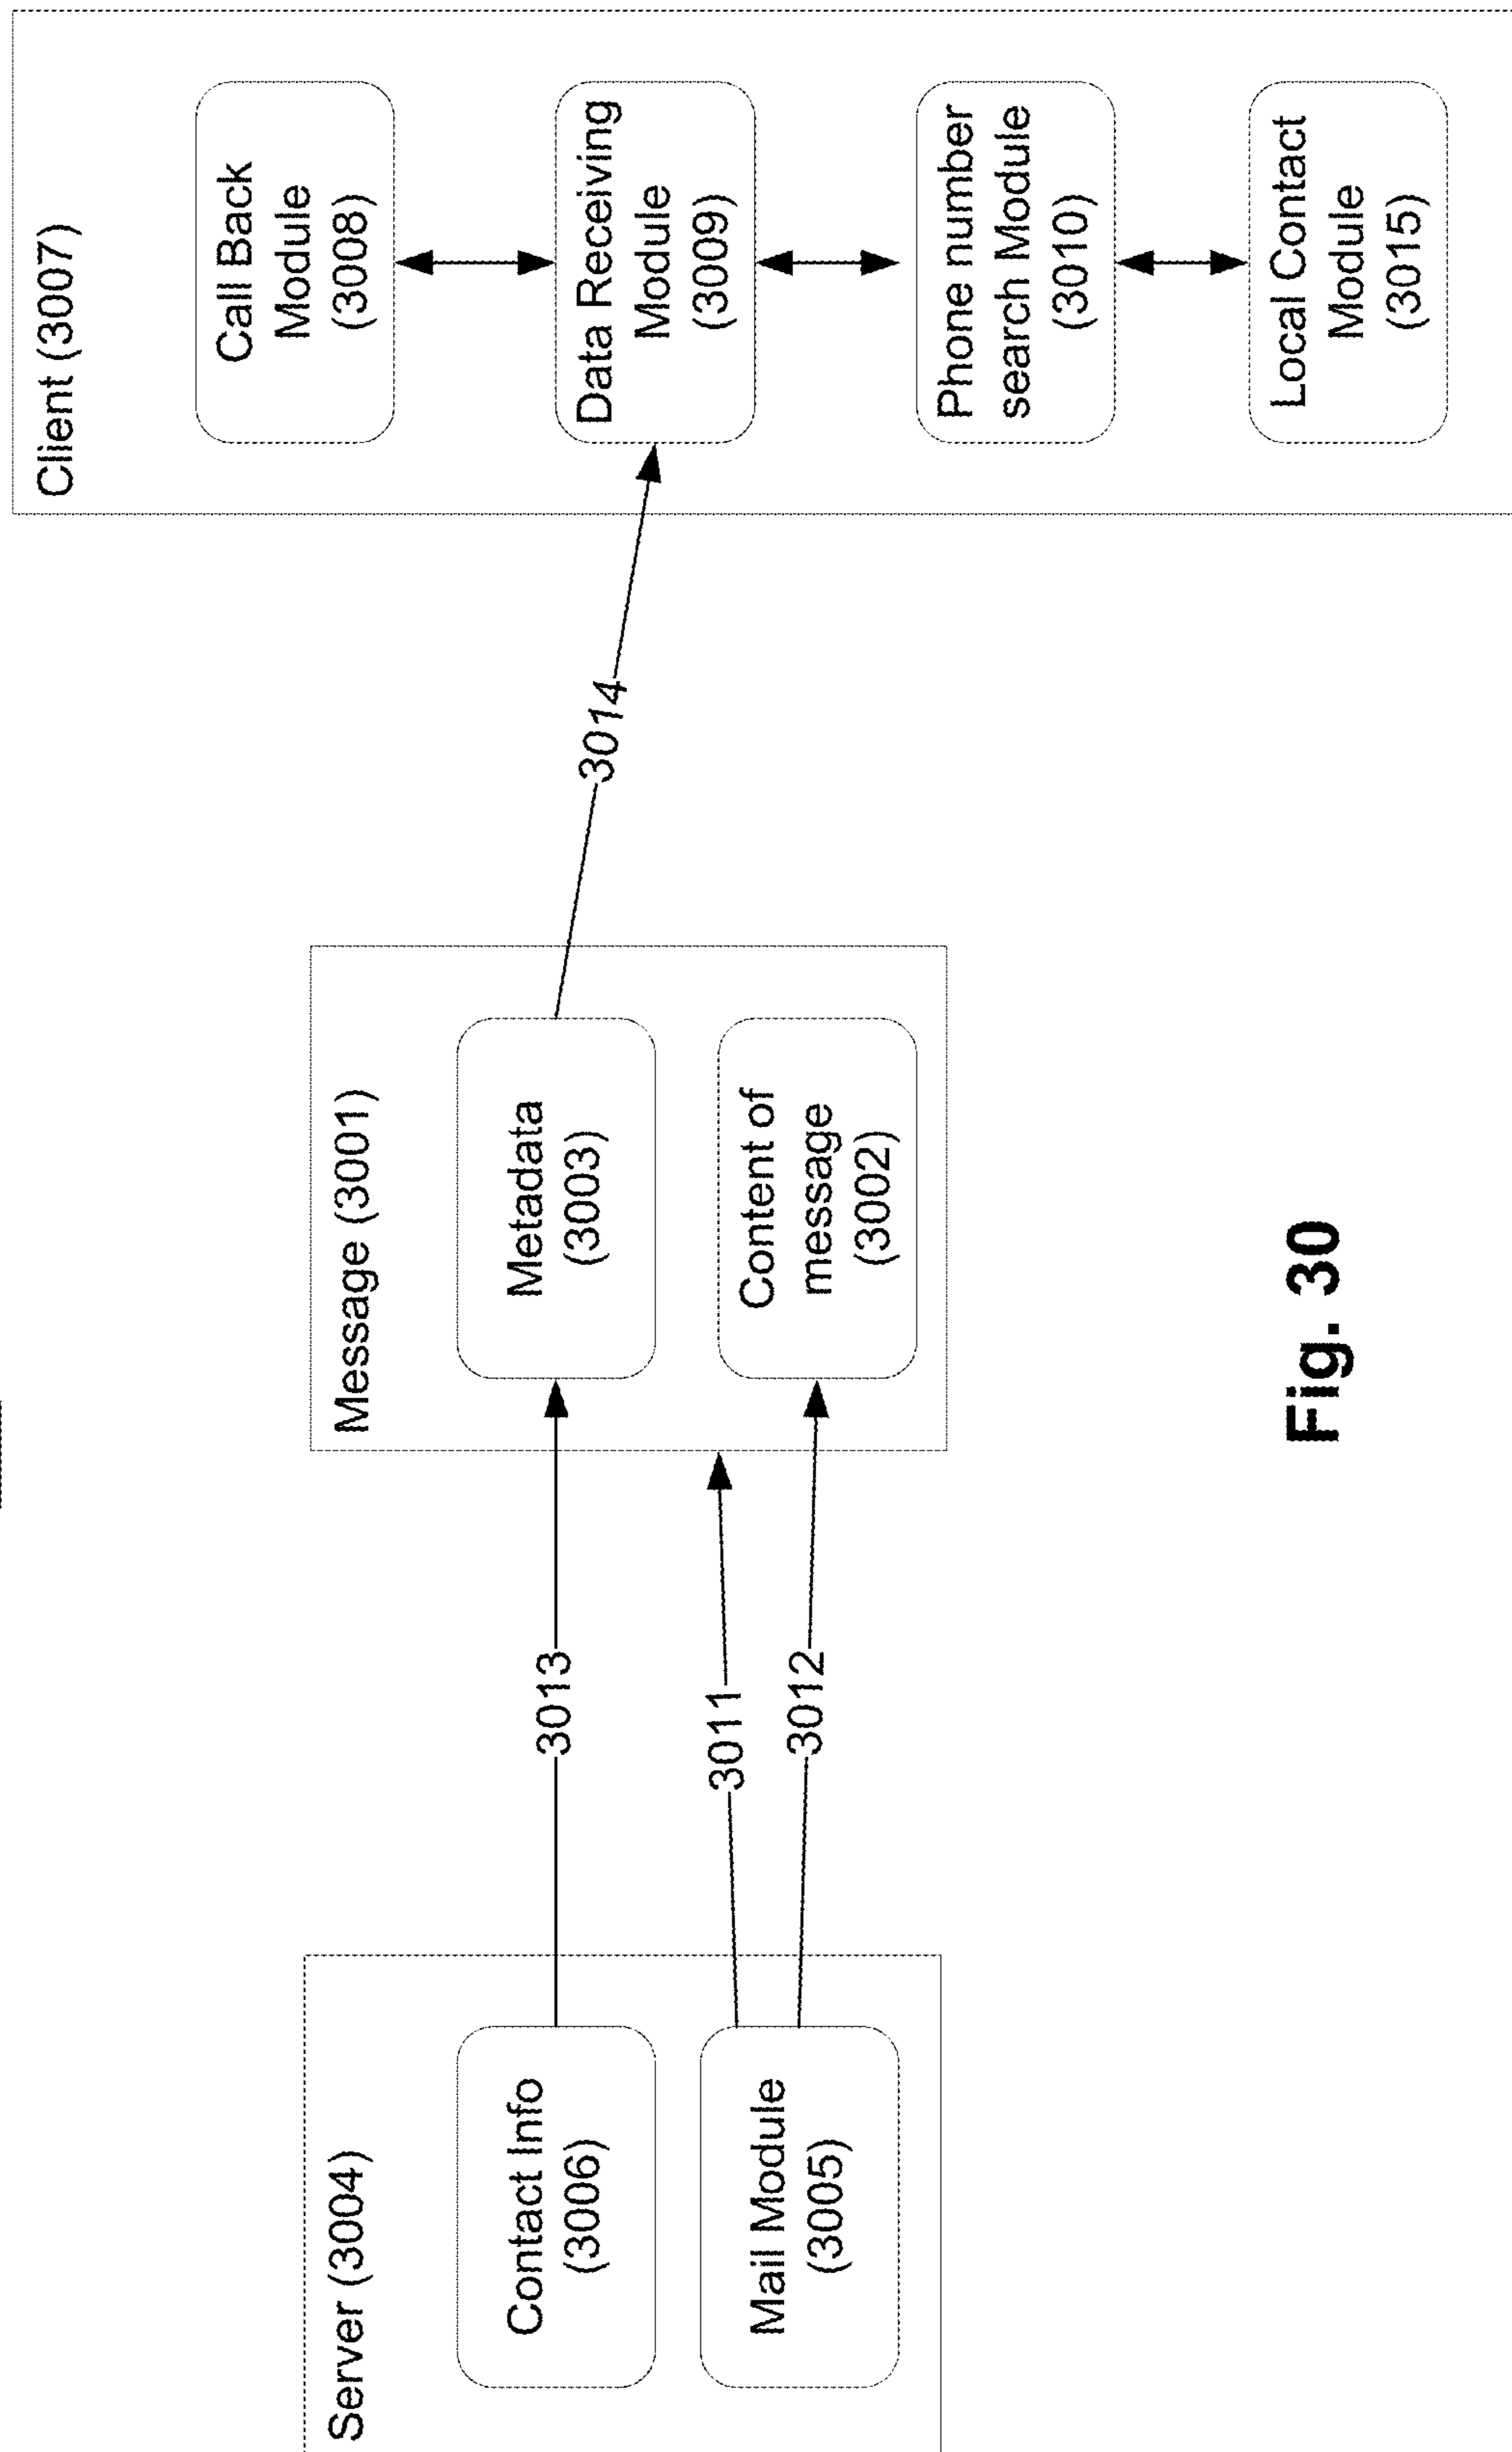 Server (3004)
Contact Info
(3006)
Mail Module
(3005)
3013
3011
3012
Message (3001)
Metadata
(3003)
Content of
message
(3002)
3014
Client (3007)
Call Back
Module
(3008)
Data Receiving
Module
(3009)
Phone number
search Module
(3010)
Local Contact
Module
(3015)
Fig. 30